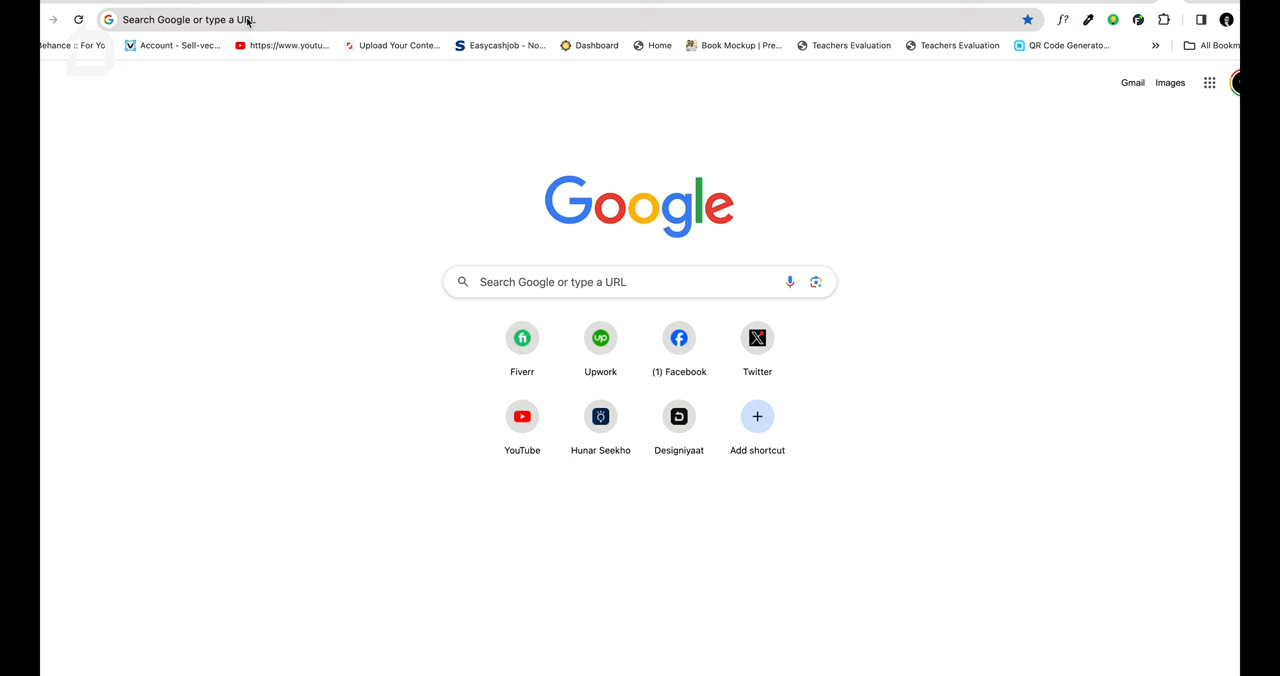 Search Google or type a URL
f?
Behance :: For Yo
Account - Sell-vec...
https://www.youtu...
Upload Your Conte...
Easycashjob - No...
Dashboard
Home
Book Mockup | Pre...
Teachers Evaluation
Teachers Evaluation
QR Code Generato...
»
All Bookm
Gmail
Images
Google
Search Google or type a URL
Fiverr
Upwork
(1) Facebook
Twitter
YouTube
Hunar Seekho
Designiyaat
Add shortcut